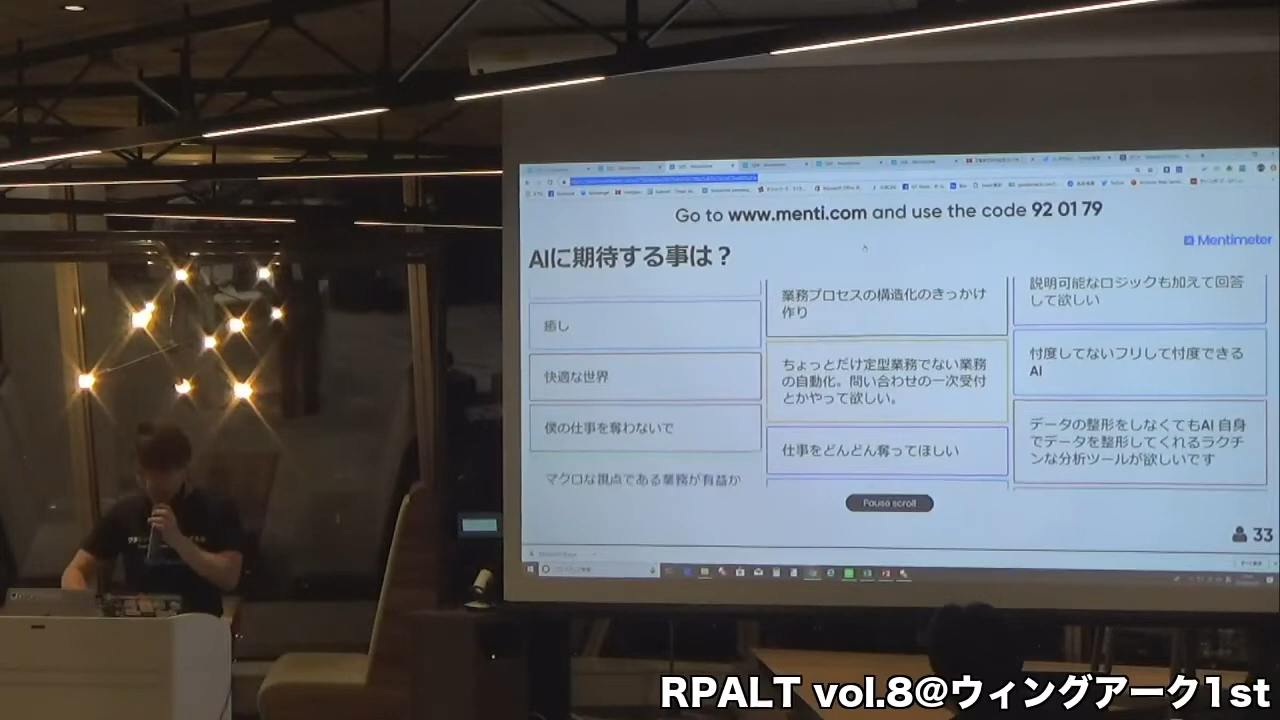 Go to www.menti.com and use the code 92 01 79
Mentimeter
AIに期待する事は？
癒し
快適な世界
僕の仕事を奪わないで
マクロな視点である業務が有益か
業務プロセスの構造化のきっかけ
作り
ちょっとだけ定型業務でない業務
の自動化。問い合わせの一次受付
とかやって欲しい。
仕事をどんどん奪ってほしい
説明可能なロジックも加えて回答
して欲しい
忖度してないフリして忖度できる
AI
データの整形をしなくてもAI 自身
でデータを整形してくれるラクチ
ンな分析ツールが欲しいです
Pause scroll
33
RPALT vol.8@ウィングアーク1st